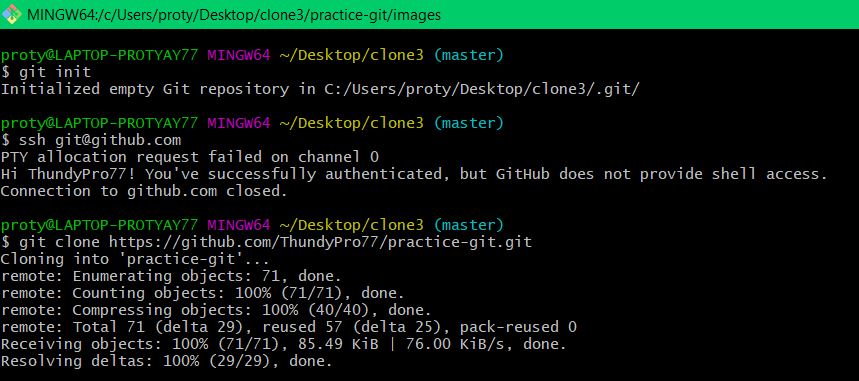 MINGW64:/c/Users/proty/Desktop/clone3/practice-git/images
proty@LAPTOP-PROTYAY77 MINGW64 ~/Desktop/clone3 (master)
$ git init
Initialized empty Git repository in C:/Users/proty/Desktop/clone3/.git/
proty@LAPTOP-PROTYAY77 MINGW64 ~/Desktop/clone3 (master)
$ ssh git@github.com
PTY allocation request failed on channel 0
Hi ThundyPro77! You've successfully authenticated, but GitHub does not provide shell access.
Connection to github.com closed.
proty@LAPTOP-PROTYAY77 MINGW64 ~/Desktop/clone3 (master)
$ git clone https://github.com/ThundyPro77/practice-git.git
Cloning into 'practice-git'...
remote: Enumerating objects: 71, done.
remote: Counting objects: 100% (71/71), done.
remote: Compressing objects: 100% (40/40), done.
remote: Total 71 (delta 29), reused 57 (delta 25), pack-reused 0
Receiving objects: 100% (71/71), 85.49 KiB | 76.00 KiB/s, done.
Resolving deltas: 100% (29/29), done.